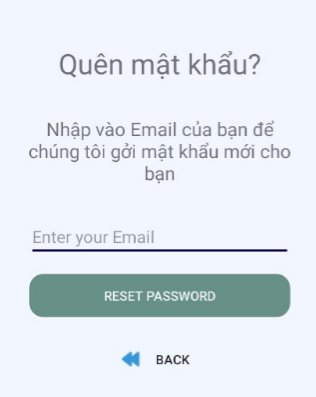 Quên mật khẩu?
Nhập vào Email của bạn để
chúng tôi gởi mật khẩu mới cho
bạn
Enter your Email
RESET PASSWORD
BACK